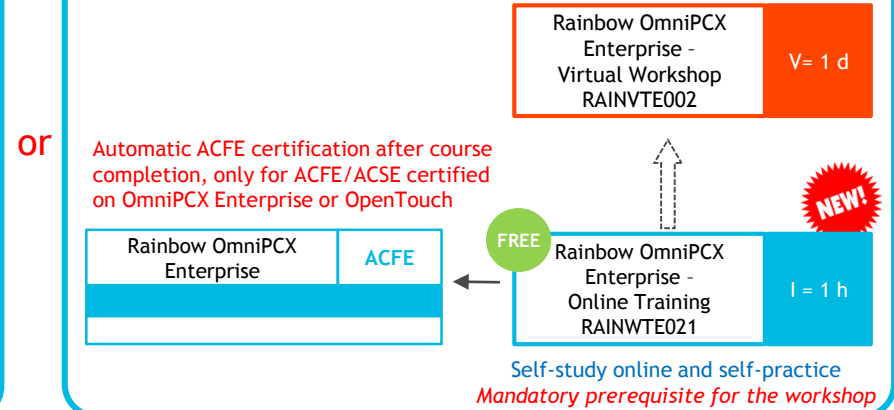 Rainbow OmniPCX
Enterprise –
Virtual Workshop
RAINVTE002
V= 1 d
or
Automatic ACFE certification after course
completion, only for ACFE/ACSE certified
on OmniPCX Enterprise or OpenTouch
NEW!
Rainbow OmniPCX
Enterprise
ACFE
FREE
Rainbow OmniPCX
Enterprise –
Online Training
RAINWTE021
I = 1 h
Self-study online and self-practice
Mandatory prerequisite for the workshop